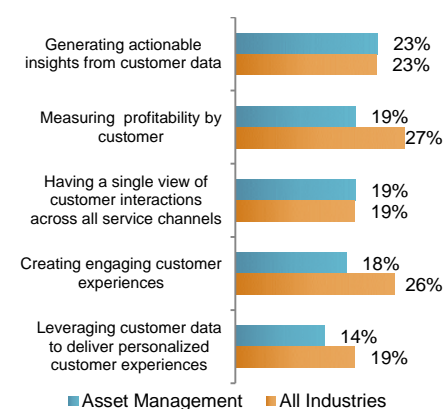 Generating actionable
insights from customer data
23%
23%
Measuring profitability by
customer
19%
27%
Having a single view of
customer interactions
across all service channels
19%
19%
Creating engaging customer
experiences
18%
26%
Leveraging customer data
to deliver personalized
customer experiences
14%
19%
Asset Management All Industries